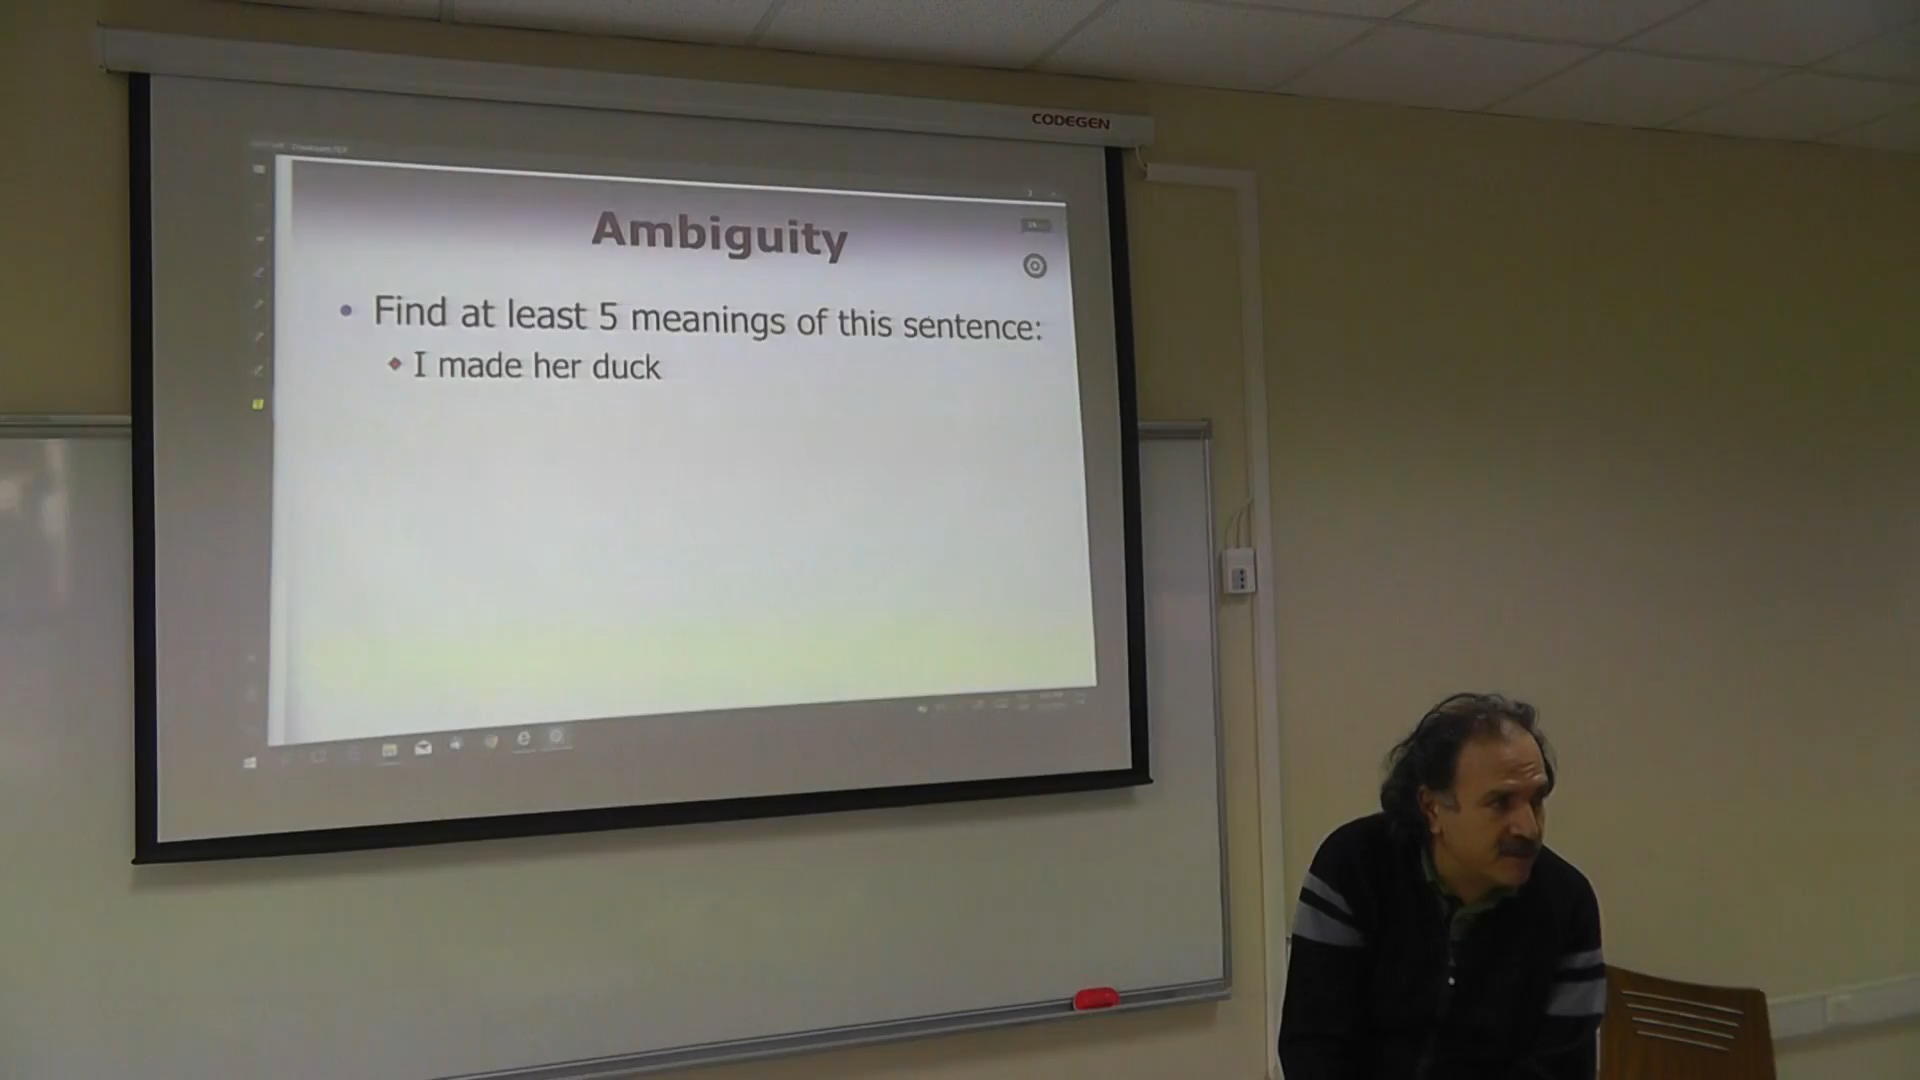 CODEGEN
Ambiguity
• Find at least 5 meanings of this sentence:
◆ I made her duck